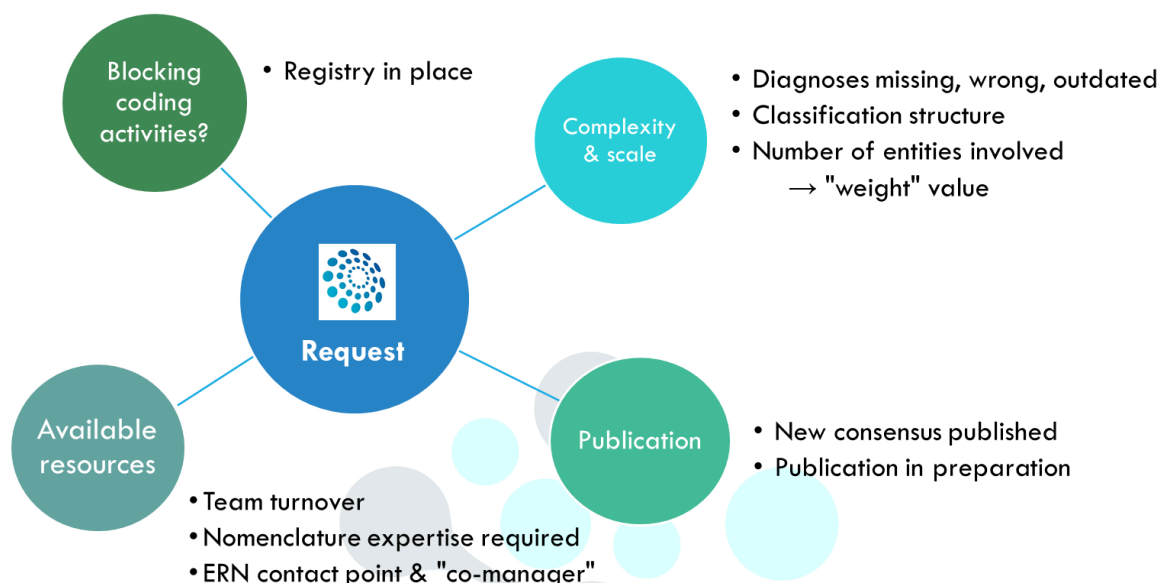 Blocking
coding
activities?
• Registry in place
Complexity
& scale
• Diagnoses missing, wrong, outdated
• Classification structure
• Number of entities involved
→ "weight" value
Request
Available
resources
• Team turnover
• Nomenclature expertise required
• ERN contact point & "co-manager"
Publication
• New consensus published
• Publication in preparation